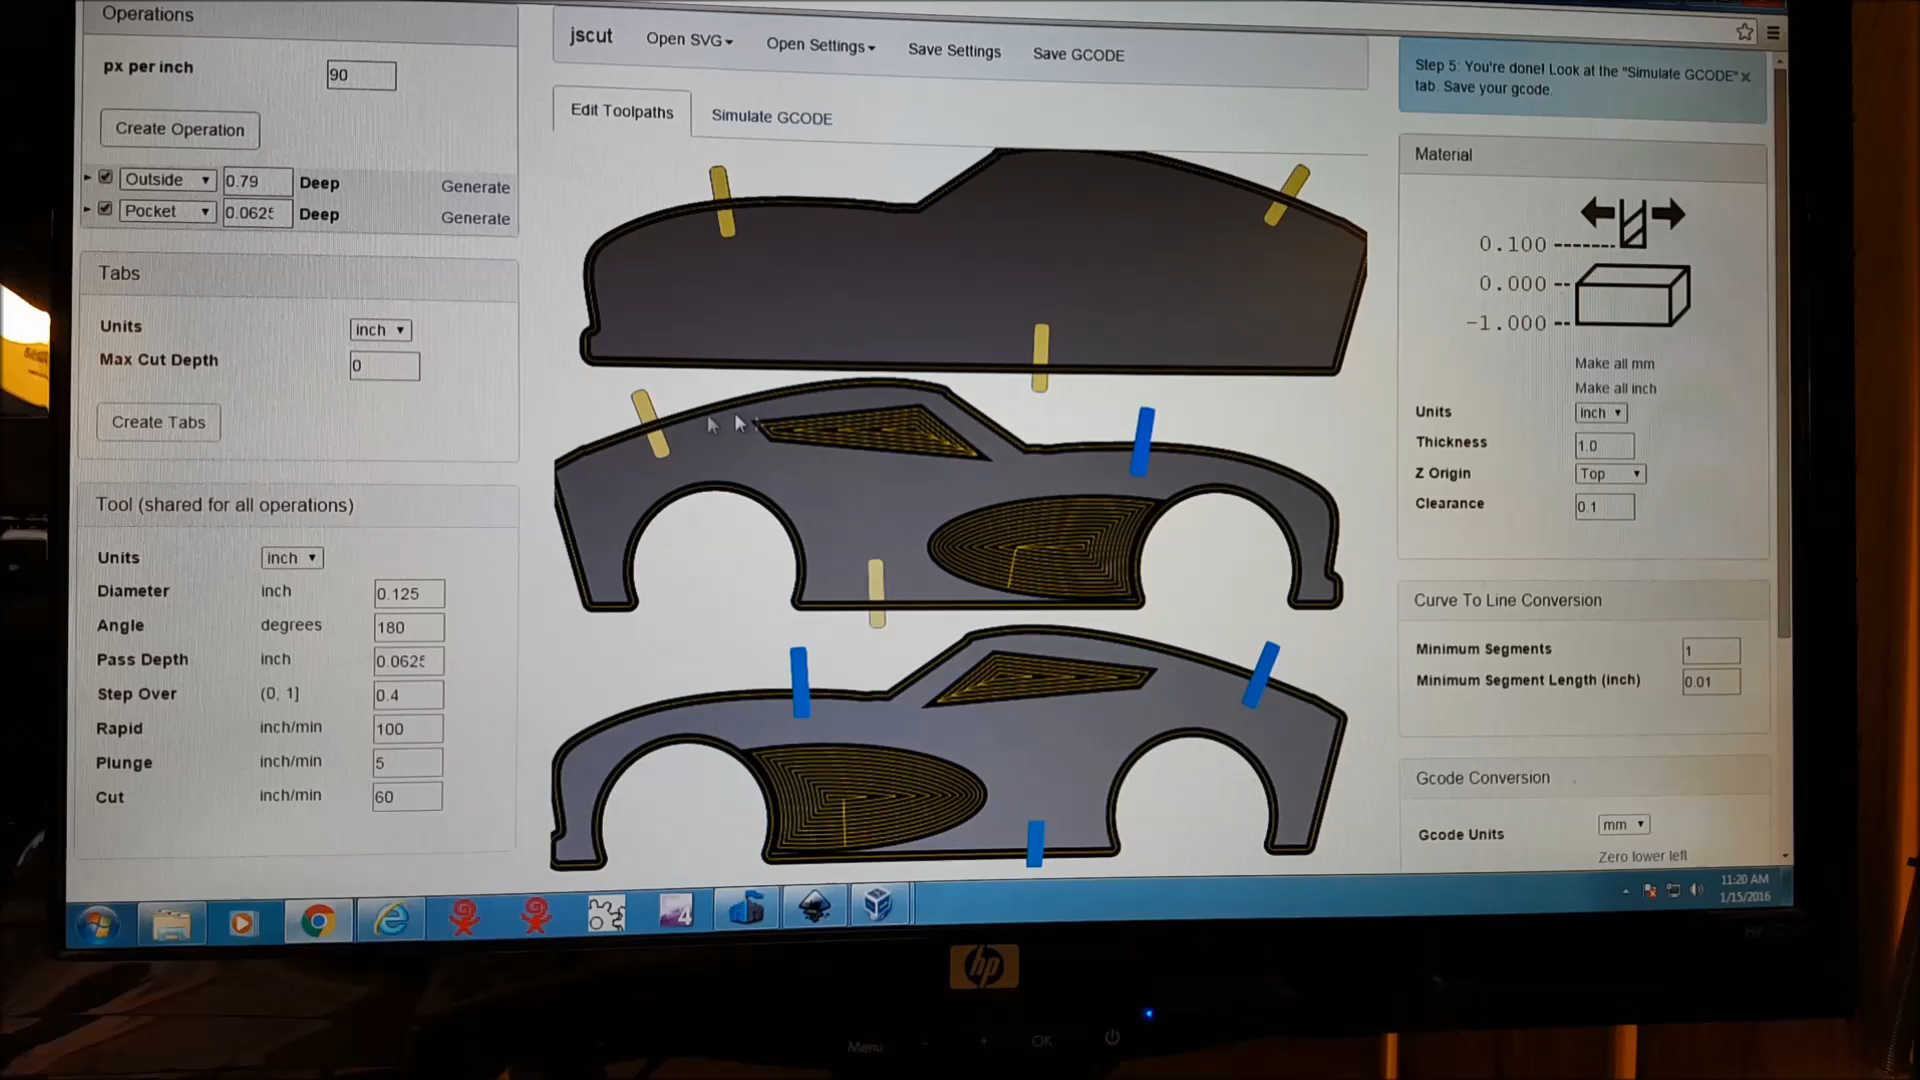 Operations
px per inch
90
Create Operation
Outside 0.79 Deep Generate
Pocket 0.0625 Deep Generate
Tabs
Units inch
Max Cut Depth 0
Create Tabs
Tool (shared for all operations)
Units inch
Diameter inch 0.125
Angle degrees 180
Pass Depth inch 0.0625
Step Over (0, 1] 0.4
Rapid inch/min 100
Plunge inch/min 5
Cut inch/min 60
jscut Open SVG Open Settings Save Settings Save GCODE
Edit Toolpaths Simulate GCODE
Step 5: You're done! Look at the "Simulate GCODE" x
tab. Save your gcode.
Material
0.100
0.000
-1.000
Make all mm
Make all inch
Units inch
Thickness 1.0
Z Origin Top
Clearance 0.1
Curve To Line Conversion
Minimum Segments 1
Minimum Segment Length (inch) 0.01
Gcode Conversion
Gcode Units mm
Zero lower left
4
11:20 AM
1/15/2016
hp
Menu - + OK